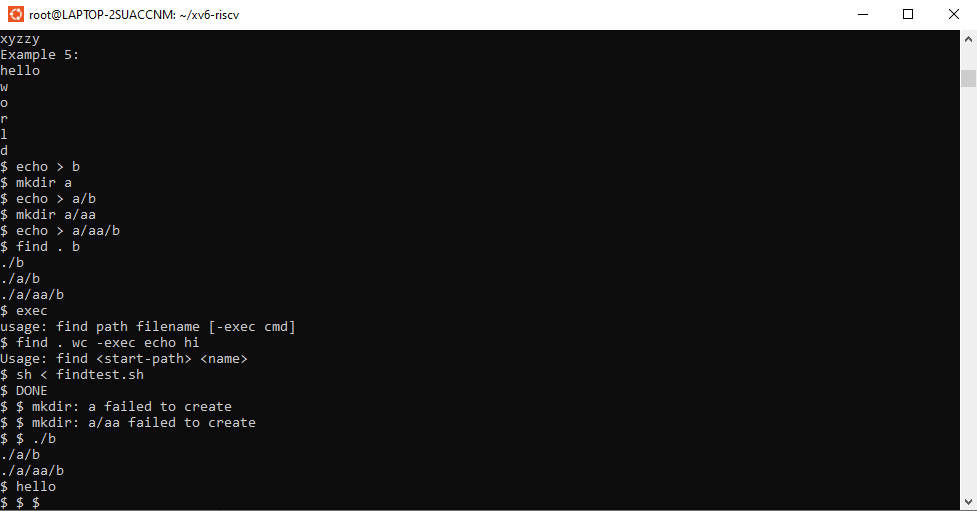 root@LAPTOP-2SUACCNM: ~/xv6-riscv
xyzzy
Example 5:
hello
w
o
r
l
d
$ echo > b
$ mkdir a
$ echo > a/b
$ mkdir a/aa
$ echo > a/aa/b
$ find . b
./b
./a/b
./a/aa/b
$ exec
usage: find path filename [-exec cmd]
$ find . wc -exec echo hi
Usage: find <start-path> <name>
$ sh < findtest.sh
$ DONE
$ $ mkdir: a failed to create
$ $ mkdir: a/aa failed to create
$ $ ./b
./a/b
./a/aa/b
$ hello
$ $ $